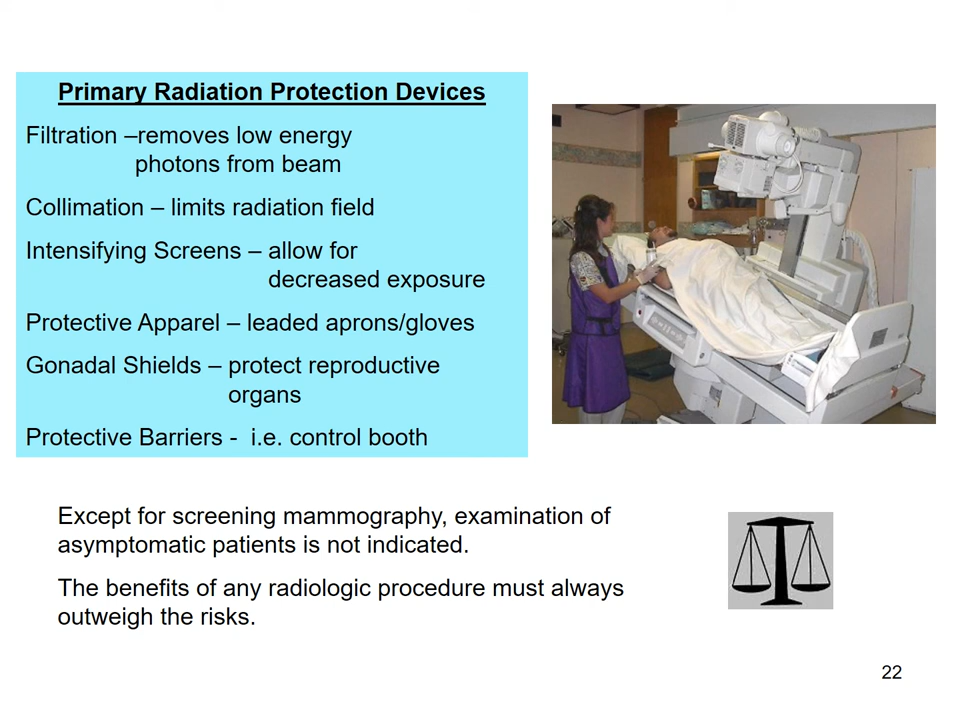 Primary Radiation Protection Devices
Filtration –removes low energy
photons from beam
Collimation – limits radiation field
Intensifying Screens – allow for
decreased exposure
Protective Apparel – leaded aprons/gloves
Gonadal Shields – protect reproductive
organs
Protective Barriers - i.e. control booth
Except for screening mammography, examination of
asymptomatic patients is not indicated.
The benefits of any radiologic procedure must always
outweigh the risks.
22